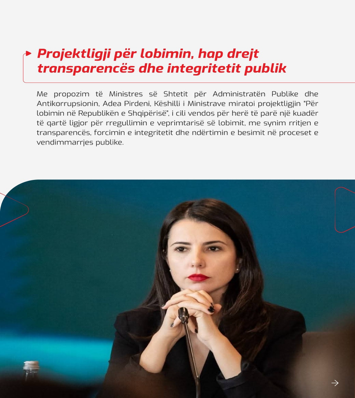 Projektligji për lobimin, hap drejt
transparencës dhe integritetit publik
Me propozim të Ministres së Shtetit për Administratën Publike dhe
Antikorrupsionin, Adea Pirdeni, Këshilli i Ministrave miratoi projektligjin "Për
lobimin në Republikën e Shqipërisë", i cili vendos për herë të parë një kuadër
të qartë ligjor për rregullimin e veprimtarisë së lobimit, me synim rritjen e
transparencës, forcimin e integritetit dhe ndërtimin e besimit në proceset e
vendimmarrjes publike.